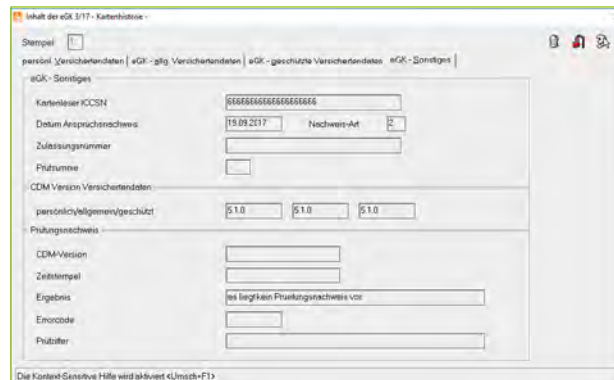 Inhalt der eGK 3/17 - Kartenhistorie -
Stempel 1
persönl. Versichertendaten | eGK - allg. Versichertendaten | eGK - geschützte Versichertendaten eGK - Sonstiges
eGK - Sonstiges
Kartenleser ICCSN
Datum Anspruchsnachweis 19.09.2017 Nachweis-Art 2
Zulassungsnummer
Prüfsumme
CDM Version Versichertendaten
persönlich/allgemein/geschützt 5.1.0 5.1.0 5.1.0
Prüfungsnachweis
CDM-Version
Zeitstempel
Ergebnis es liegt kein Pruefungsnachweis vor
Errorcode
Prüfziffer
Die Kontext-Sensitive Hilfe wird aktiviert <Umsch+F1>